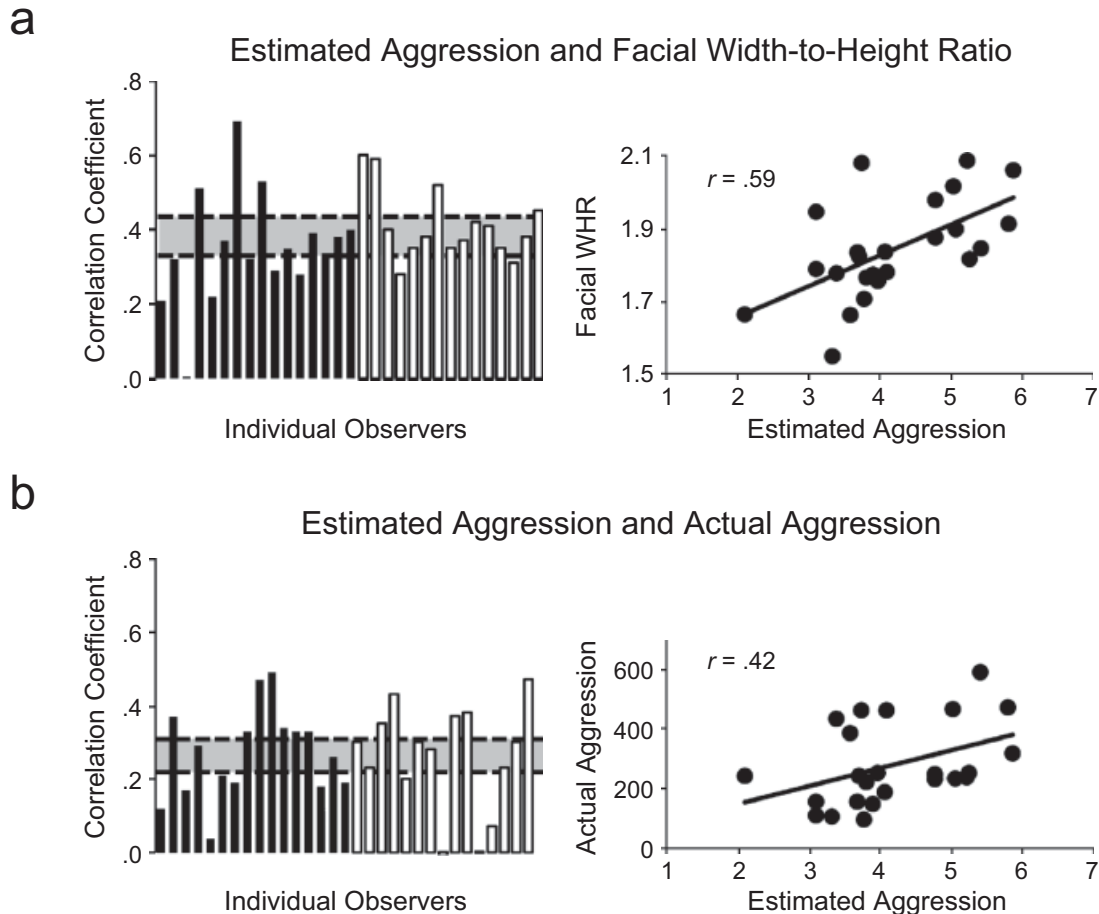 a
Estimated Aggression and Facial Width-to-Height Ratio
Correlation Coefficient
.8
.6
.4
.2
.0
Individual Observers
Facial WHR
2.1
1.9
1.7
1.5
r = .59
1 2 3 4 5 6 7
Estimated Aggression
b
Estimated Aggression and Actual Aggression
Correlation Coefficient
.8
.6
.4
.2
.0
Individual Observers
Actual Aggression
600
400
200
0
r = .42
1 2 3 4 5 6 7
Estimated Aggression